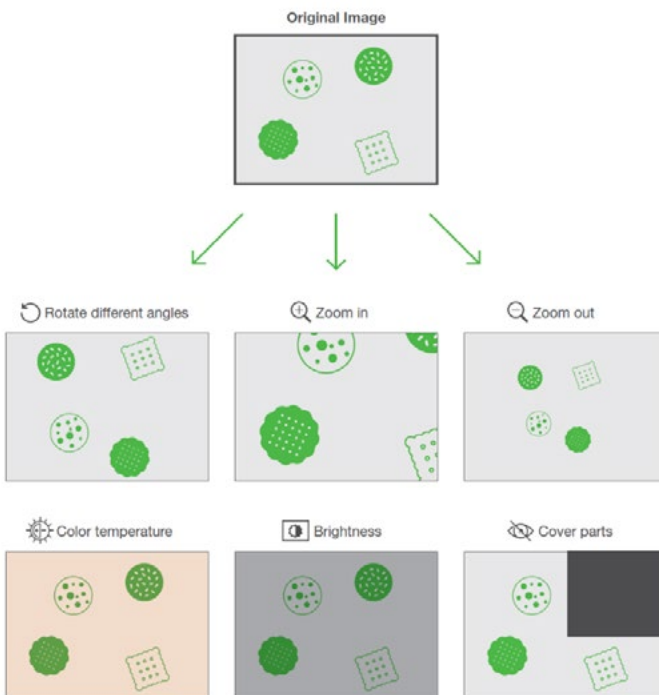 Original Image
Rotate different angles
Zoom in
Zoom out
Color temperature
Brightness
Cover parts